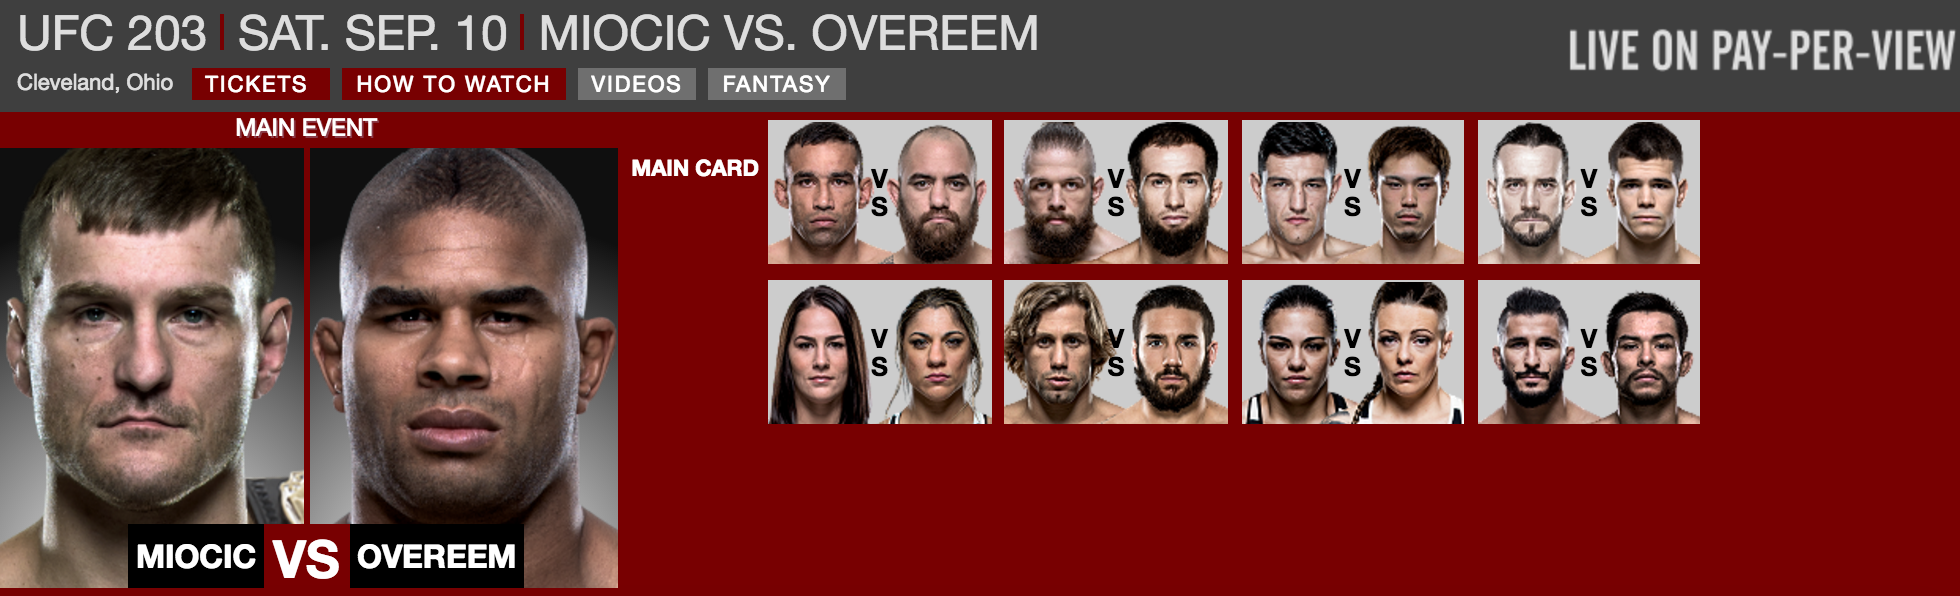 UFC 203 | SAT. SEP. 10 | MIOCIC VS. OVEREEM
LIVE ON PAY-PER-VIEW
Cleveland, Ohio TICKETS HOW TO WATCH VIDEOS FANTASY
MAIN EVENT
MIOCIC VS OVEREEM
MAIN CARD
VS
VS
VS
VS
VS
VS
VS
VS